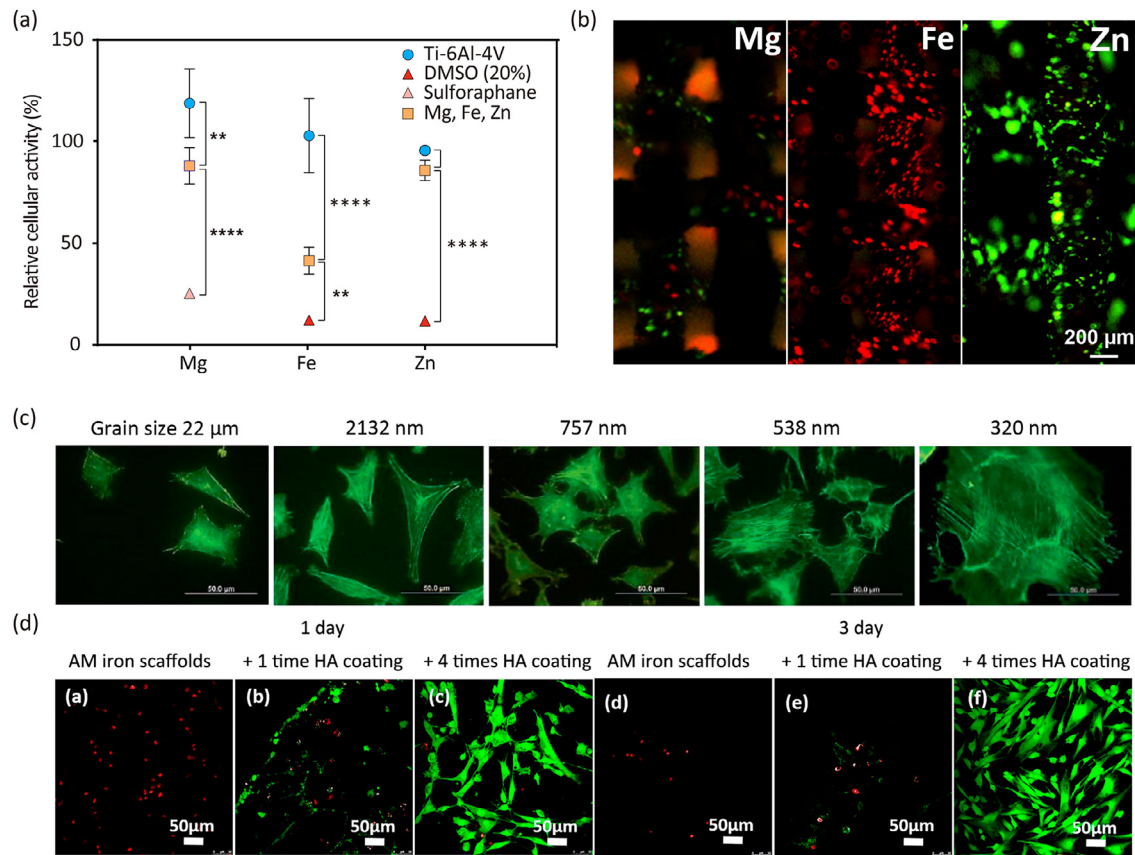 (a)
150
100
50
0
Relative cellular activity (%)
Ti-6Al-4V
DMSO (20%)
Sulforaphane
Mg, Fe, Zn
**
****
****
**
****
Mg
Fe
Zn
(b)
Mg
Fe
Zn
200 µm
(c)
Grain size 22 µm
2132 nm
757 nm
538 nm
320 nm
50.0 µm
50.0 µm
50.0 µm
50.0 µm
50.0 µm
(d)
1 day
3 day
AM iron scaffolds
+ 1 time HA coating
+ 4 times HA coating
AM iron scaffolds
+ 1 time HA coating
+ 4 times HA coating
(a)
(b)
(c)
(d)
(e)
(f)
50µm
50µm
50µm
50µm
50µm
50µm